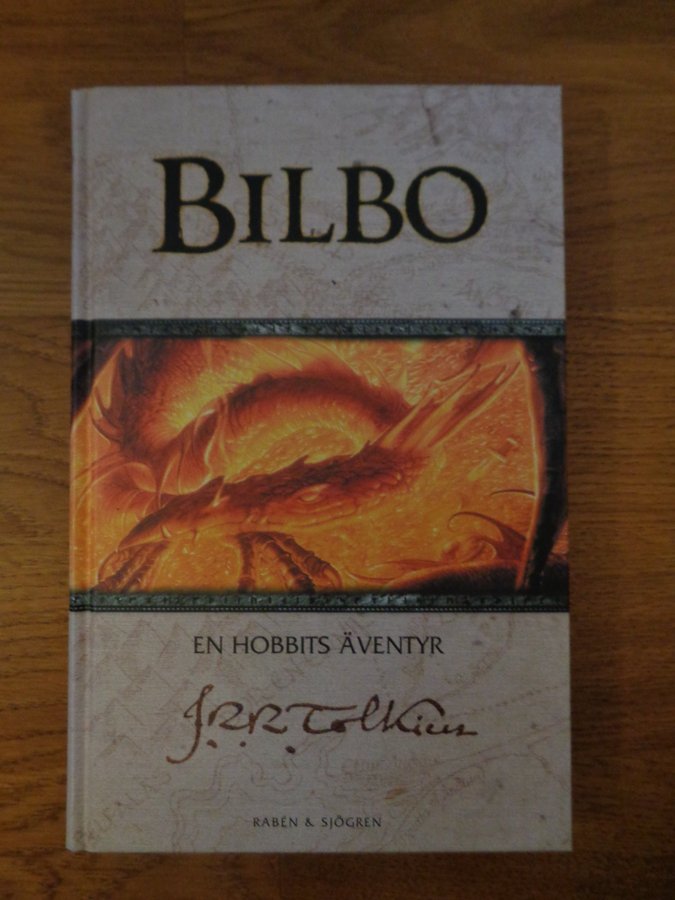 BILBO
EN HOBBITS ÄVENTYR
J.R.R. Tolkien
RABÉN & SJÖGREN